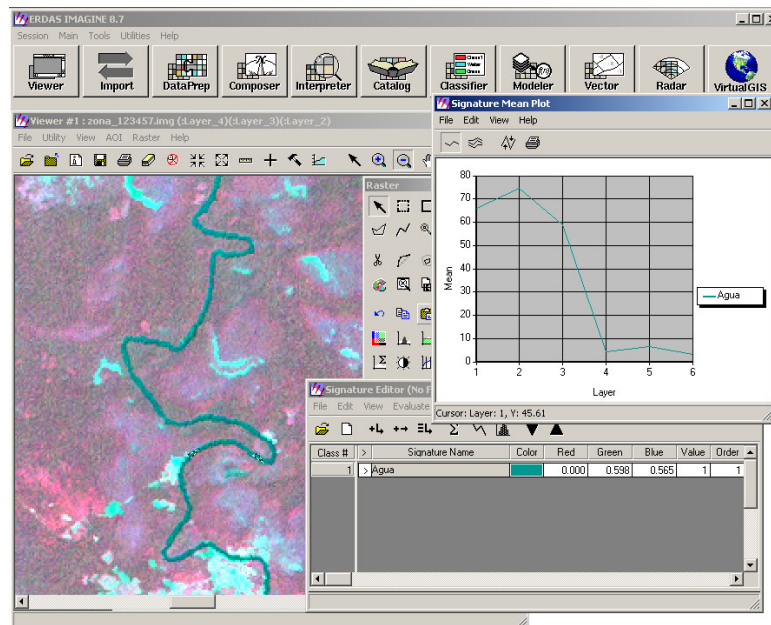 ERDAS IMAGINE 8.7
Session Main Tools Utilities Help
Viewer Import DataPrep Composer Interpreter Catalog Classifier Modeler Vector Radar VirtualGIS
Signature Mean Plot
File Edit View Help
Viewer #1 : zona_123457.img (:Layer_4)(:Layer_3)(:Layer_2)
File Utility View AOI Raster Help
Raster
80
70
60
50
40
30
20
10
0
Mean
1 2 3 4 5 6
Layer
Agua
Cursor: Layer: 1, Y: 45.61
Signature Editor (No F
File Edit View Evaluate
Class # > Signature Name Color Red Green Blue Value Order
1 > Agua 0.000 0.598 0.565 1 1